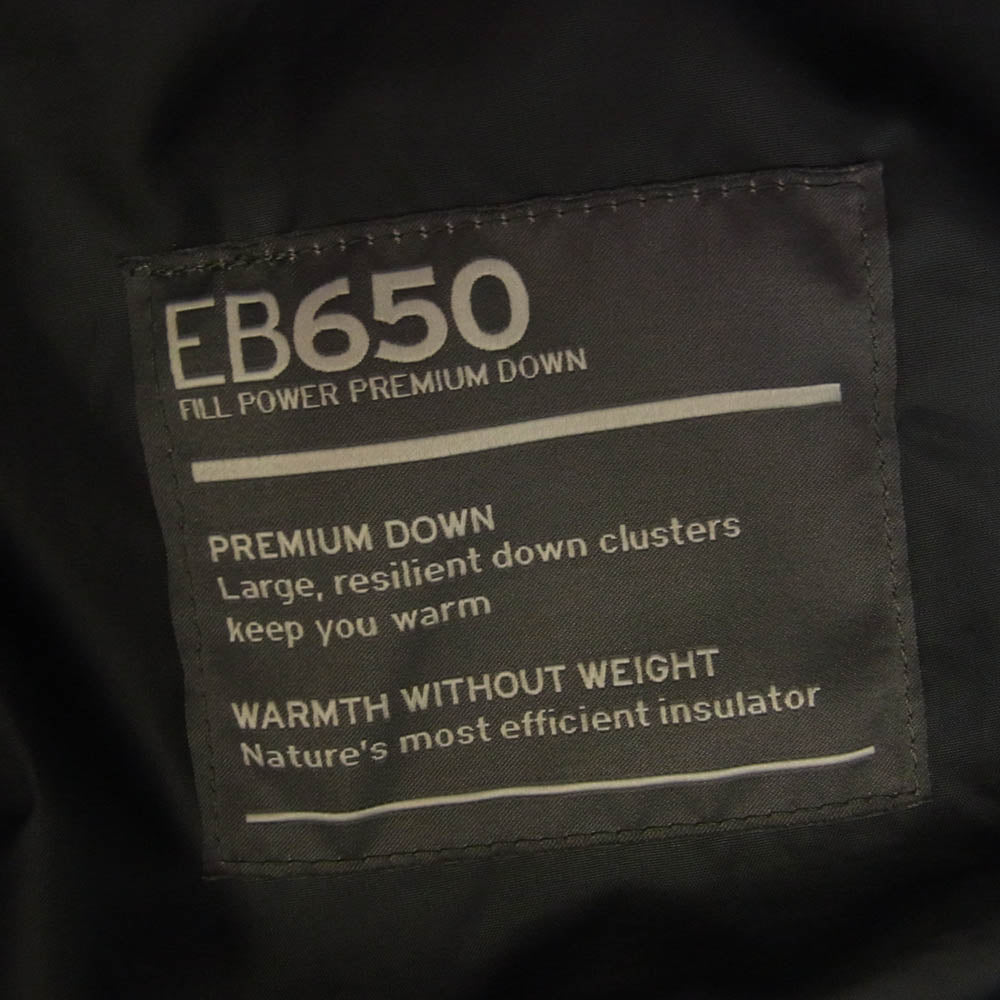 EB650
FILL POWER PREMIUM DOWN
PREMIUM DOWN
Large, resilient down clusters
keep you warm
WARMTH WITHOUT WEIGHT
Nature's most efficient insulator